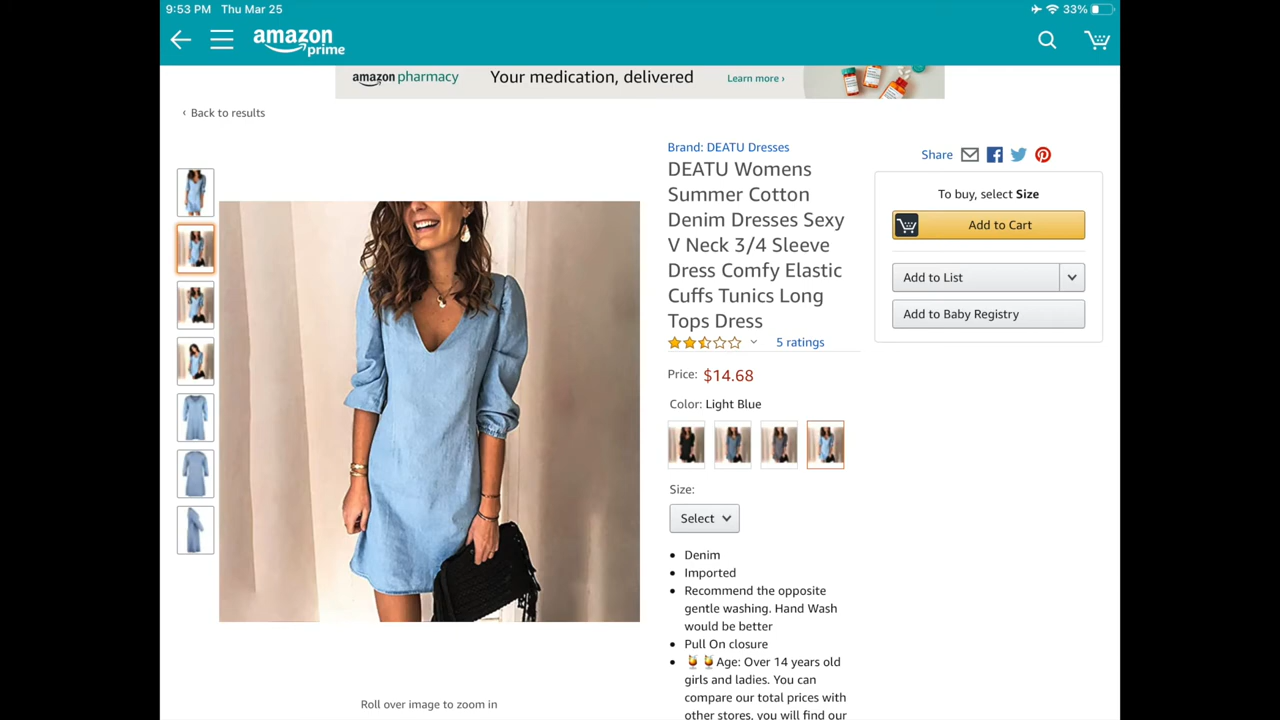 9:53 PM Thu Mar 25
33%
amazon prime
amazon pharmacy Your medication, delivered Learn more ›
‹ Back to results
Brand: DEATU Dresses
DEATU Womens
Summer Cotton
Denim Dresses Sexy
V Neck 3/4 Sleeve
Dress Comfy Elastic
Cuffs Tunics Long
Tops Dress
5 ratings
Price: $14.68
Color: Light Blue
Size:
Select
• Denim
• Imported
• Recommend the opposite
gentle washing. Hand Wash
would be better
• Pull On closure
• 🍹🍹Age: Over 14 years old
girls and ladies. You can
compare our total prices with
other stores, you will find our
Share
To buy, select Size
Add to Cart
Add to List
Add to Baby Registry
Roll over image to zoom in